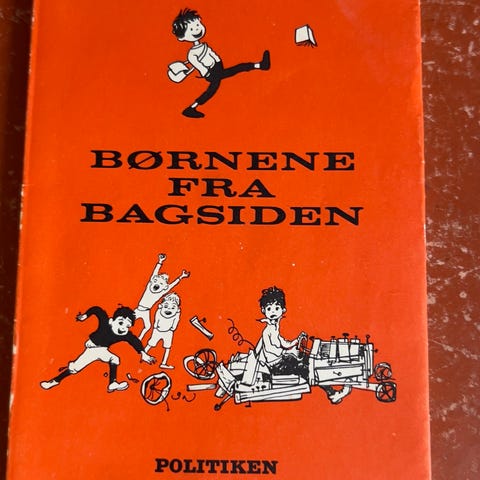 BØRNENE
FRA
BAGSIDEN
POLITIKEN